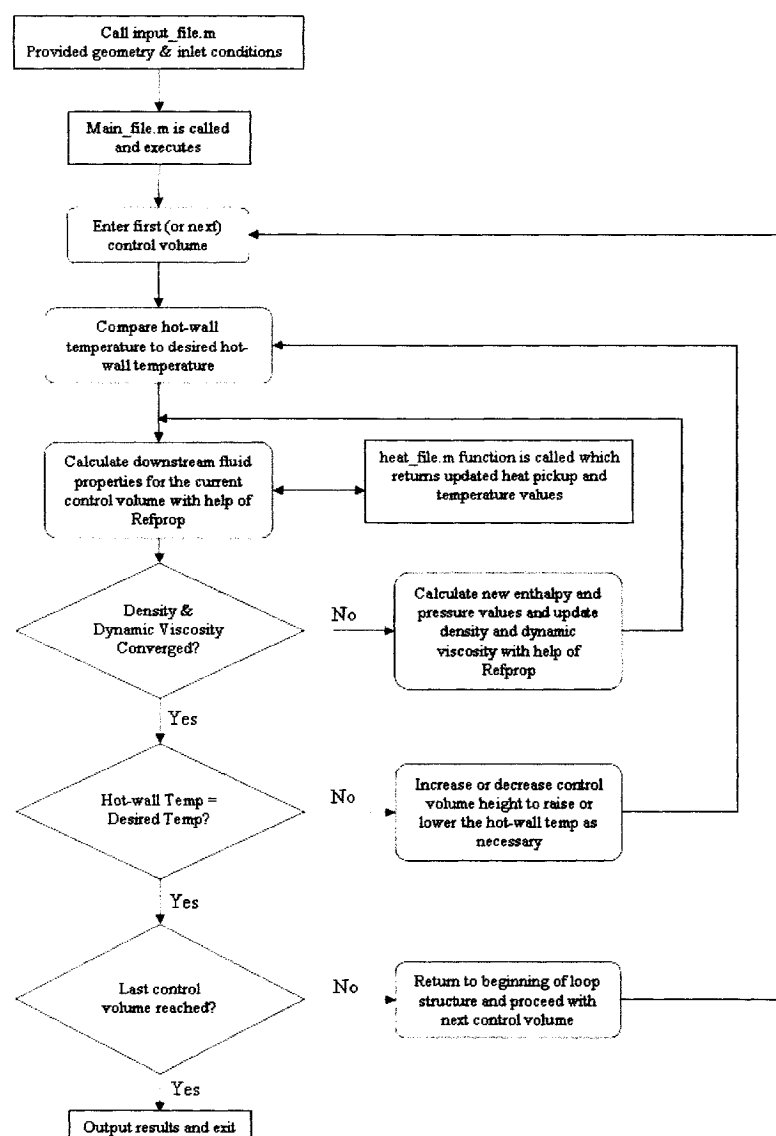 Call input_file.m
Provided geometry & inlet conditions
Main_file.m is called
and executes
Enter first (or next)
control volume
Compare hot-wall
temperature to desired hot-
wall temperature
Calculate downstream fluid
properties for the current
control volume with help of
Refprop
heat_file.m function is called which
returns updated heat pickup and
temperature values
Density &
Dynamic Viscosity
Converged?
No
Calculate new enthalpy and
pressure values and update
density and dynamic
viscosity with help of
Refprop
Yes
Hot-wall Temp =
Desired Temp?
No
Increase or decrease control
volume height to raise or
lower the hot-wall temp as
necessary
Yes
Last control
volume reached?
No
Return to beginning of loop
structure and proceed with
next control volume
Yes
Output results and exit